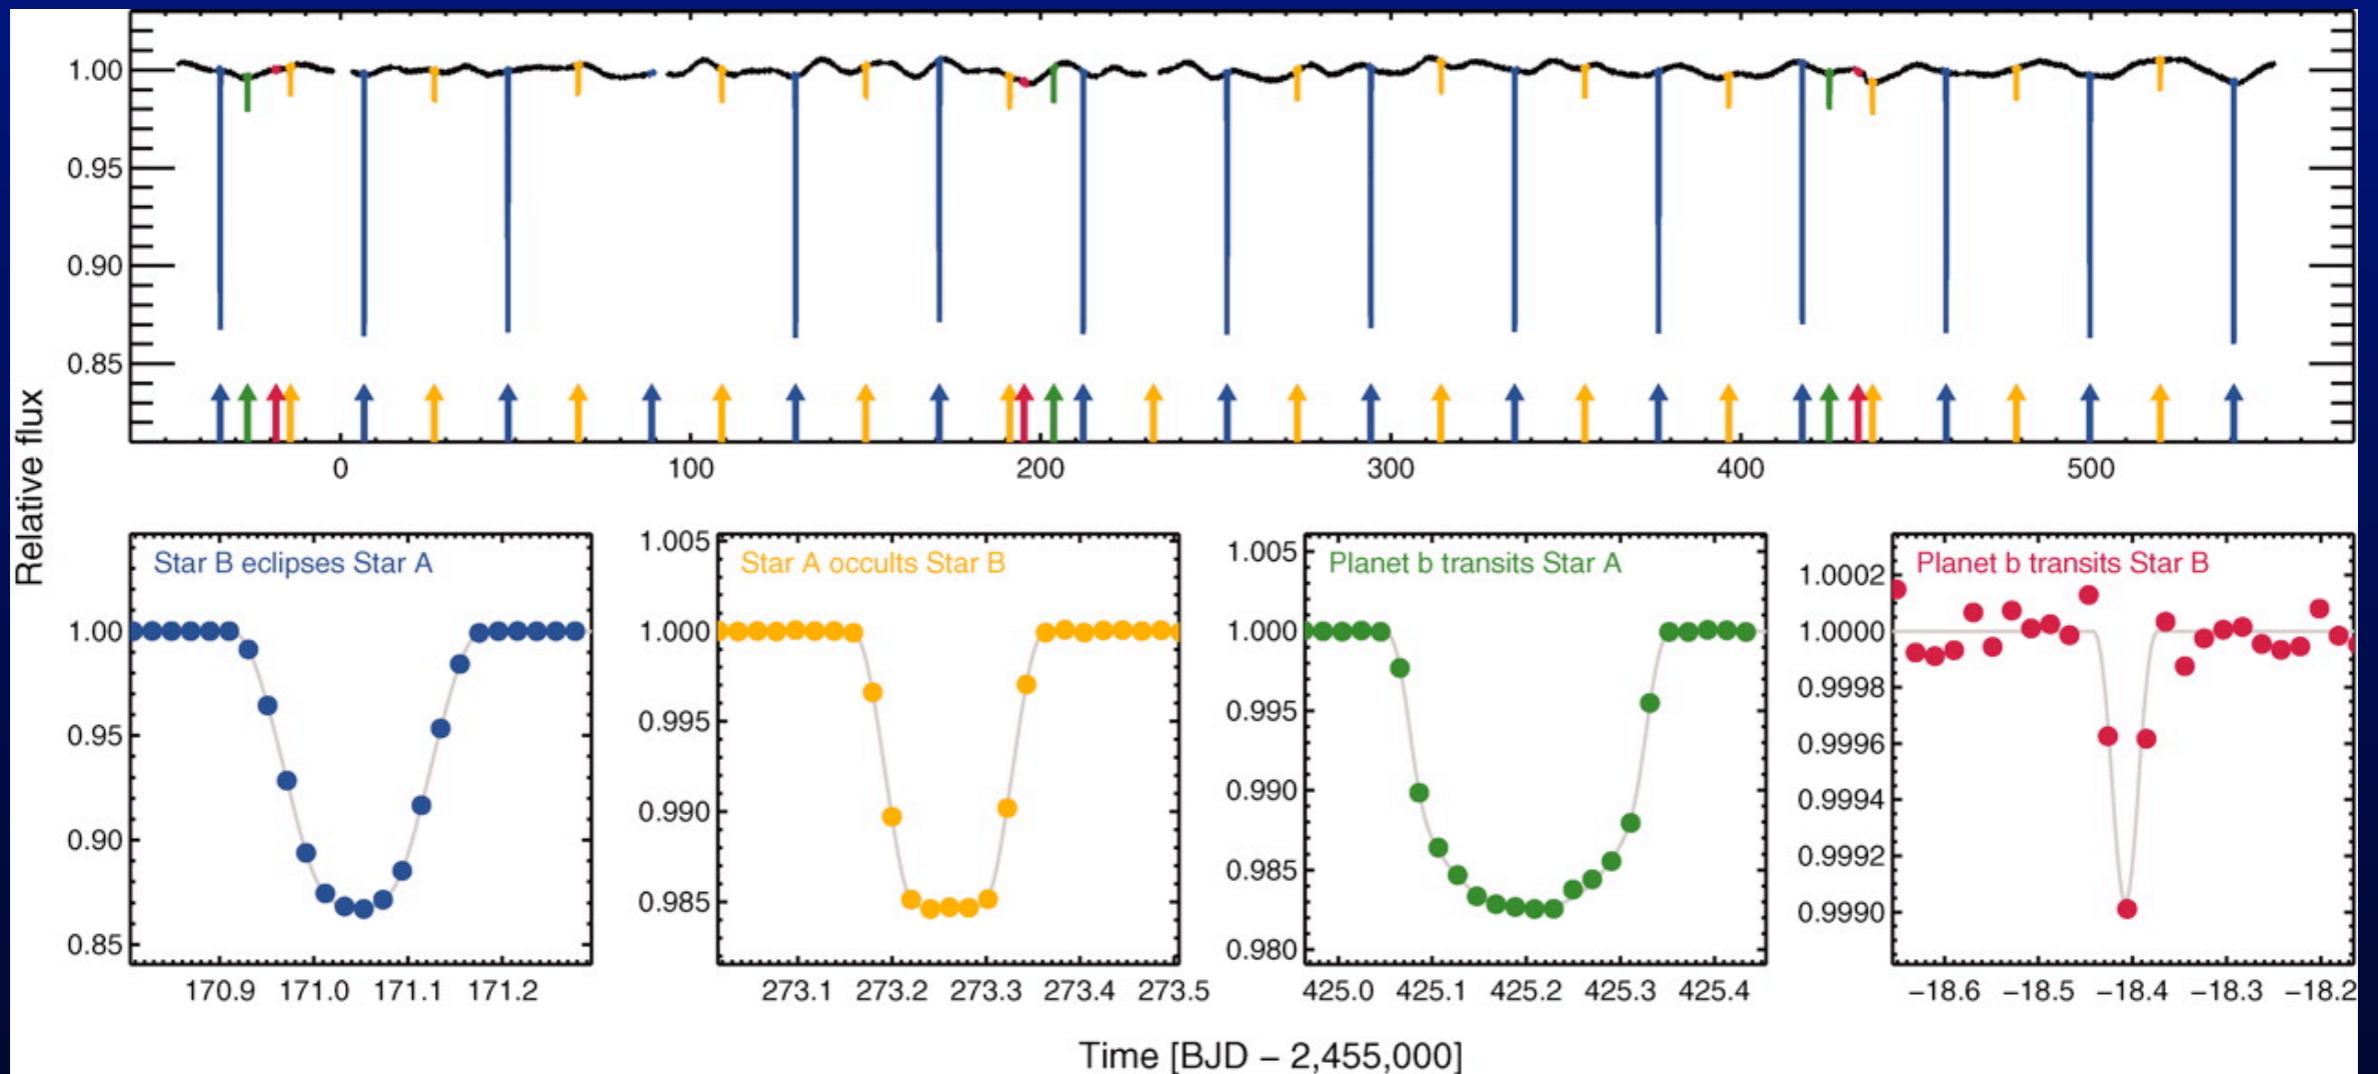 Relative flux
1.00
0.95
0.90
0.85
0 100 200 300 400 500
Star B eclipses Star A
1.00
0.95
0.90
0.85
170.9 171.0 171.1 171.2
Star A occults Star B
1.005
1.000
0.995
0.990
0.985
273.1 273.2 273.3 273.4 273.5
Planet b transits Star A
1.005
1.000
0.995
0.990
0.985
0.980
425.0 425.1 425.2 425.3 425.4
Planet b transits Star B
1.0002
1.0000
0.9998
0.9996
0.9994
0.9992
0.9990
−18.6 −18.5 −18.4 −18.3 −18.2
Time [BJD − 2,455,000]